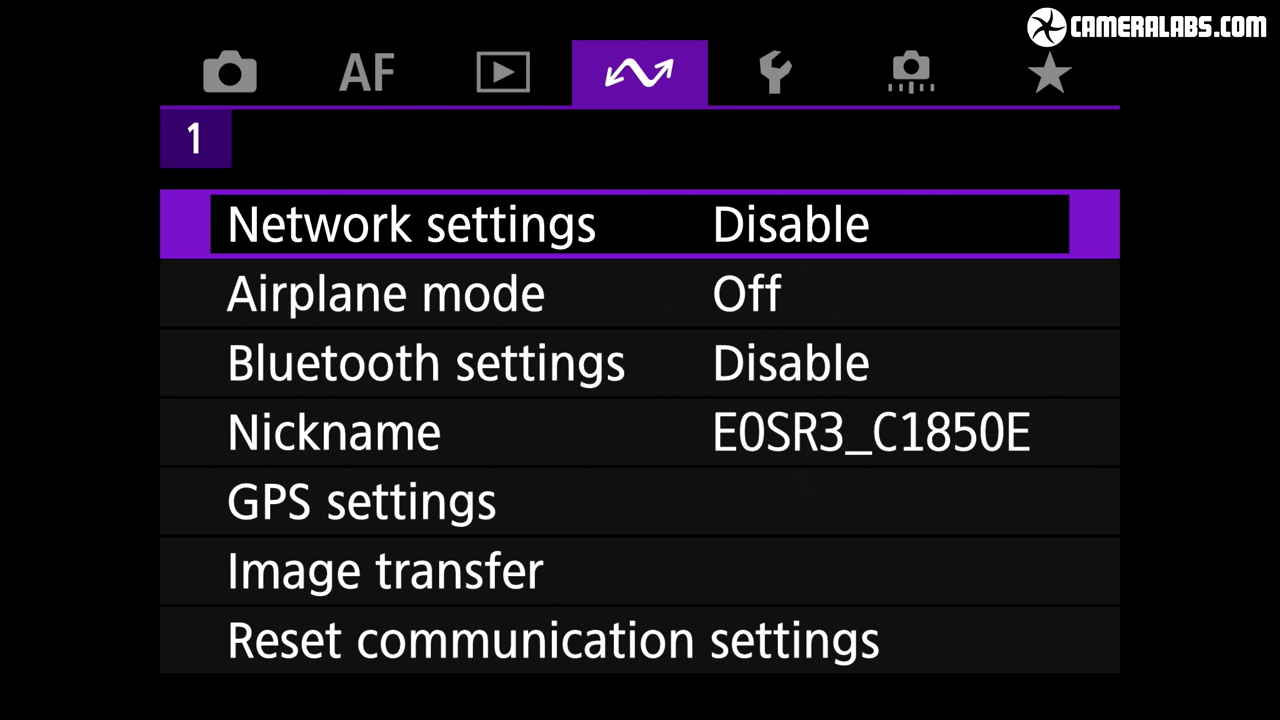 CAMERALABS.COM
AF
1
Network settings Disable
Airplane mode Off
Bluetooth settings Disable
Nickname E0SR3_C1850E
GPS settings
Image transfer
Reset communication settings